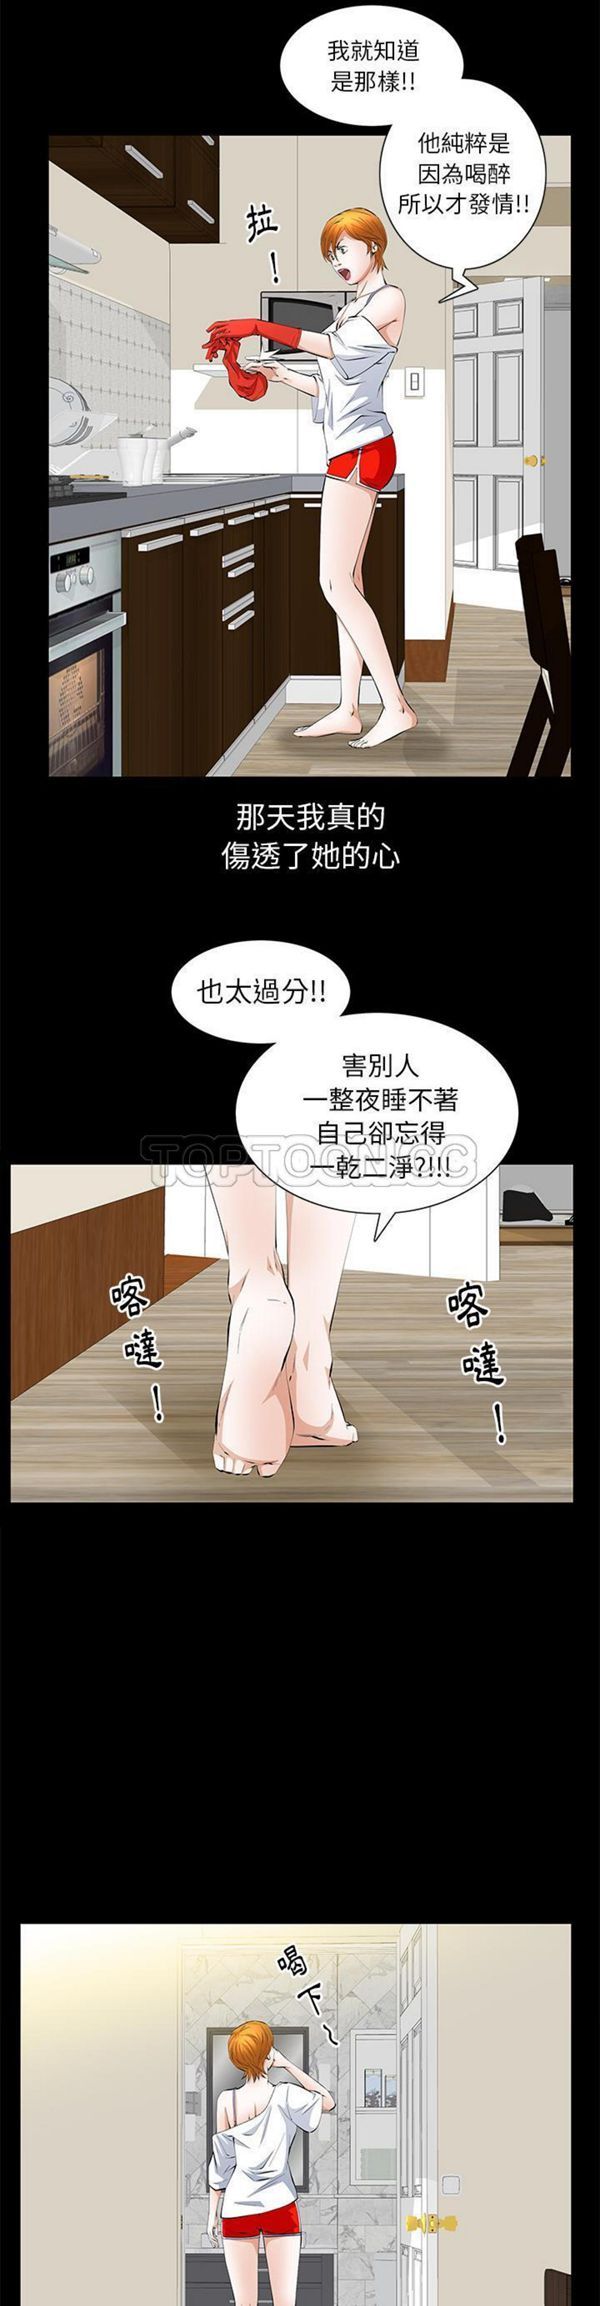 我就知道
是那樣!!
他純粹是
因為喝醉
所以才發情!!
拉
!
那天我真的
傷透了她的心
也太過分!!
害別人
一整夜睡不著
自己卻忘得
一乾二淨?!!!
TOPTOON.CC
喀
噠
!
喀
噠
!
喝
下
~